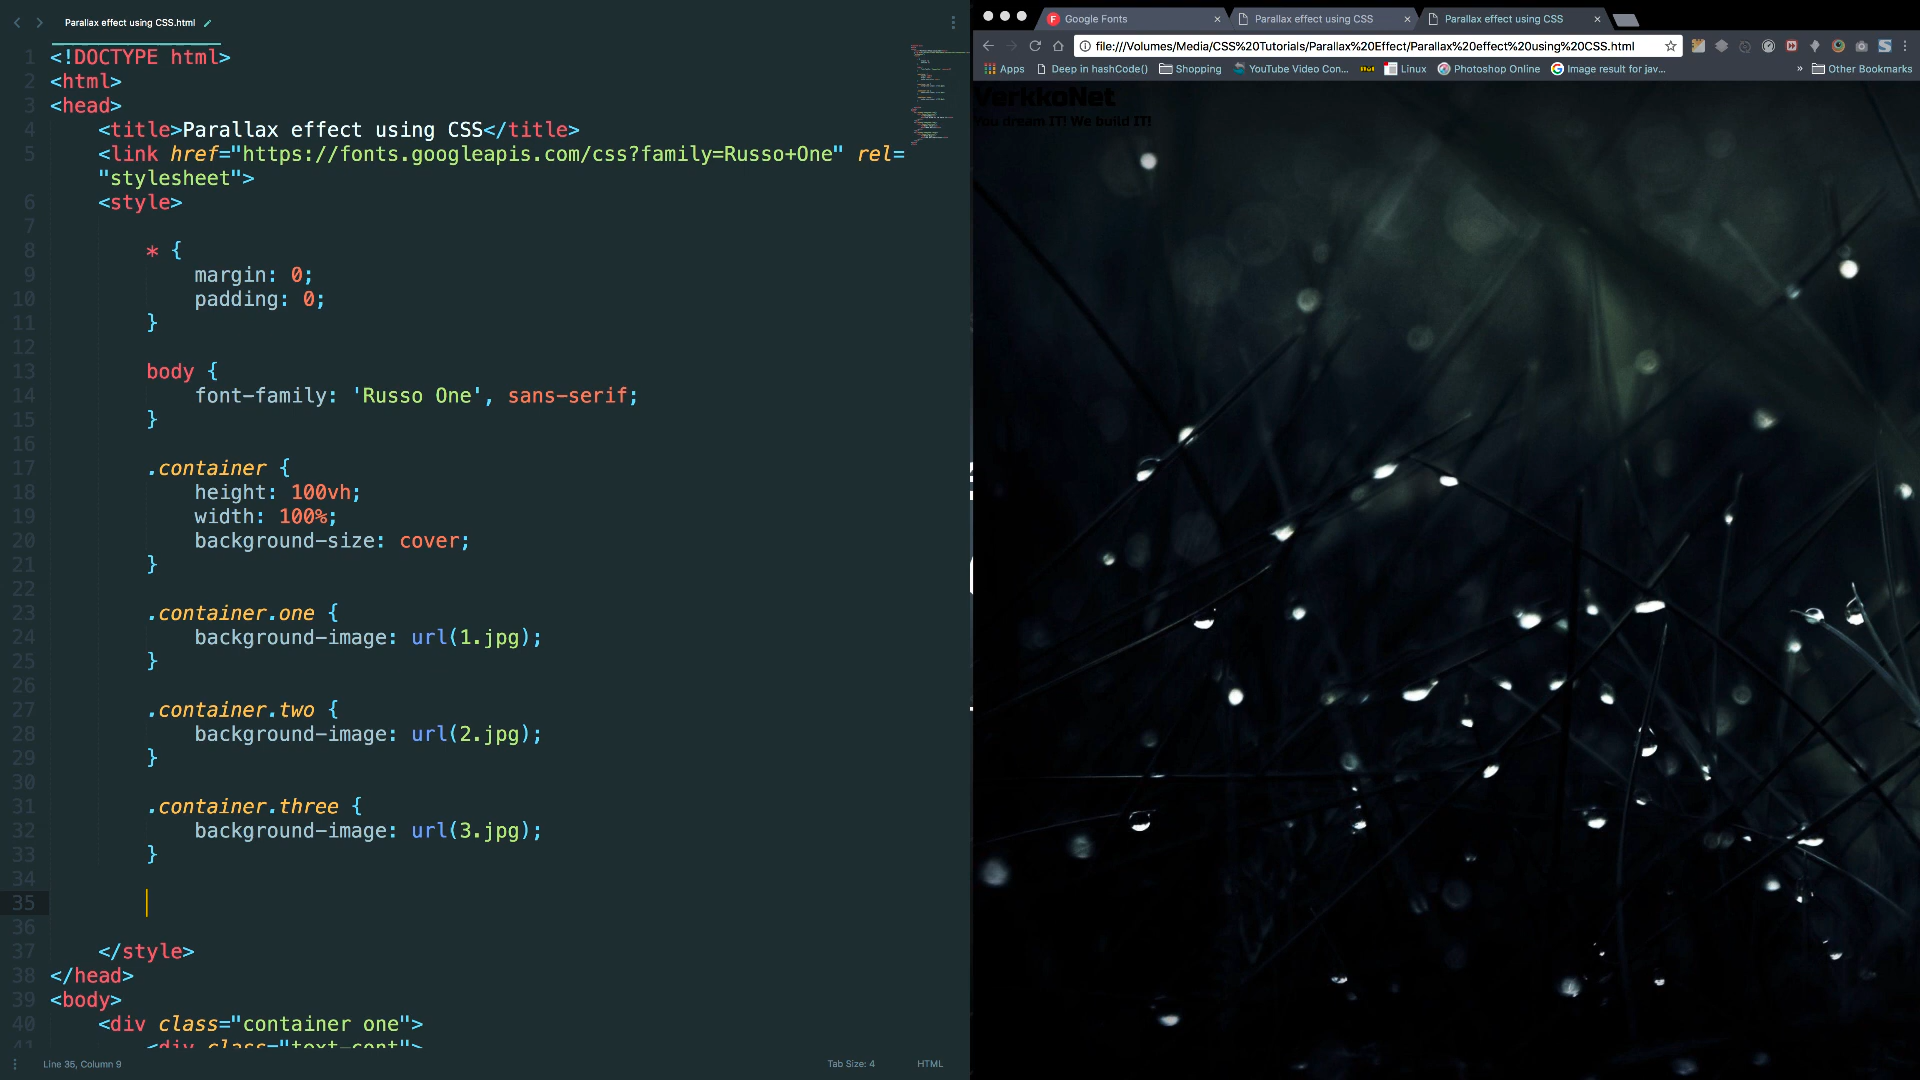 Parallax effect using CSS.html
1 <!DOCTYPE html>
2 <html>
3 <head>
4 <title>Parallax effect using CSS</title>
5 <link href="https://fonts.googleapis.com/css?family=Russo+One" rel=
"stylesheet">
6 <style>
7
8 * {
9 margin: 0;
10 padding: 0;
11 }
12
13 body {
14 font-family: 'Russo One', sans-serif;
15 }
16
17 .container {
18 height: 100vh;
19 width: 100%;
20 background-size: cover;
21 }
22
23 .container.one {
24 background-image: url(1.jpg);
25 }
26
27 .container.two {
28 background-image: url(2.jpg);
29 }
30
31 .container.three {
32 background-image: url(3.jpg);
33 }
34
35
36
37 </style>
38 </head>
39 <body>
40 <div class="container one">
41 <div class="text-cont">
Line 35, Column 9
Tab Size: 4
HTML
Google Fonts
Parallax effect using CSS
Parallax effect using CSS
file:///Volumes/Media/CSS%20Tutorials/Parallax%20Effect/Parallax%20effect%20using%20CSS.html
Apps Deep in hashCode() Shopping YouTube Video Con... Linux Photoshop Online Image result for jav... » Other Bookmarks
VerkkoNet
You dream IT! We build IT!